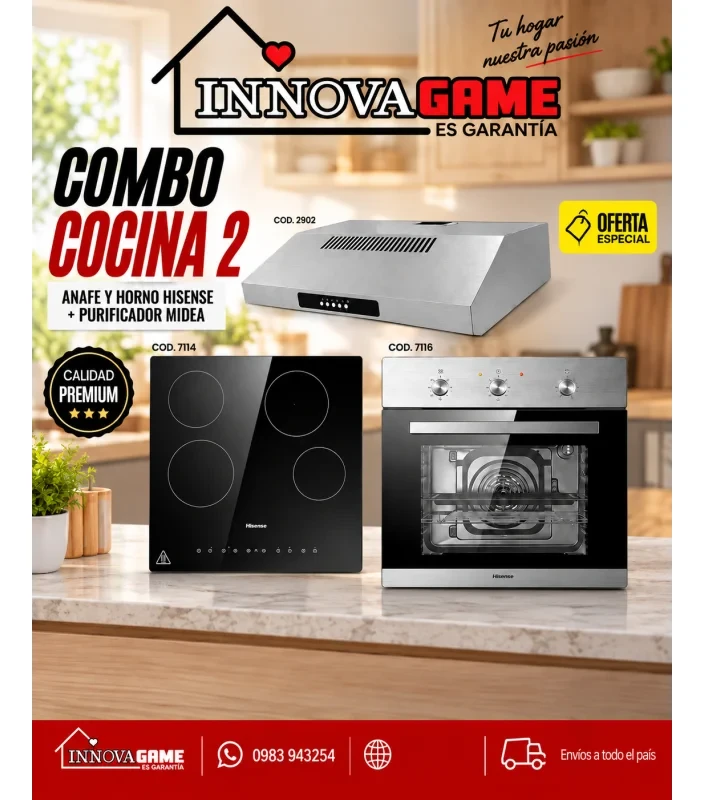 Tu hogar
nuestra pasión
INNOVAGAME
ES GARANTÍA
COMBO
COCINA 2
COD. 2902
OFERTA
ESPECIAL
ANAFE Y HORNO HISENSE
+ PURIFICADOR MIDEA
COD. 7114
COD. 7116
CALIDAD
PREMIUM
Hisense
Hisense
INNOVAGAME
ES GARANTÍA
0983 943254
Envíos a todo el país